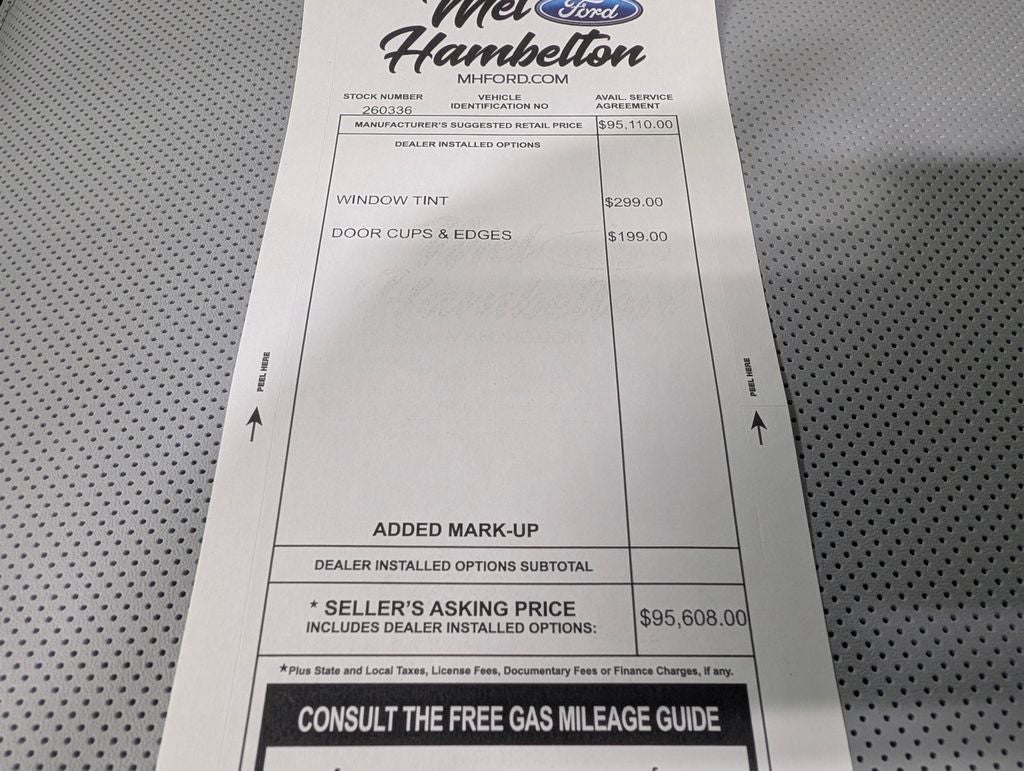 Mel Ford
Hambelton
MHFORD.COM
STOCK NUMBER VEHICLE IDENTIFICATION NO AVAIL. SERVICE AGREEMENT
260336
MANUFACTURER'S SUGGESTED RETAIL PRICE $95,110.00
DEALER INSTALLED OPTIONS
WINDOW TINT $299.00
DOOR CUPS & EDGES $199.00
PEEL HERE PEEL HERE
ADDED MARK-UP
DEALER INSTALLED OPTIONS SUBTOTAL
* SELLER'S ASKING PRICE $95,608.00
INCLUDES DEALER INSTALLED OPTIONS:
*Plus State and Local Taxes, License Fees, Documentary Fees or Finance Charges, If any.
CONSULT THE FREE GAS MILEAGE GUIDE